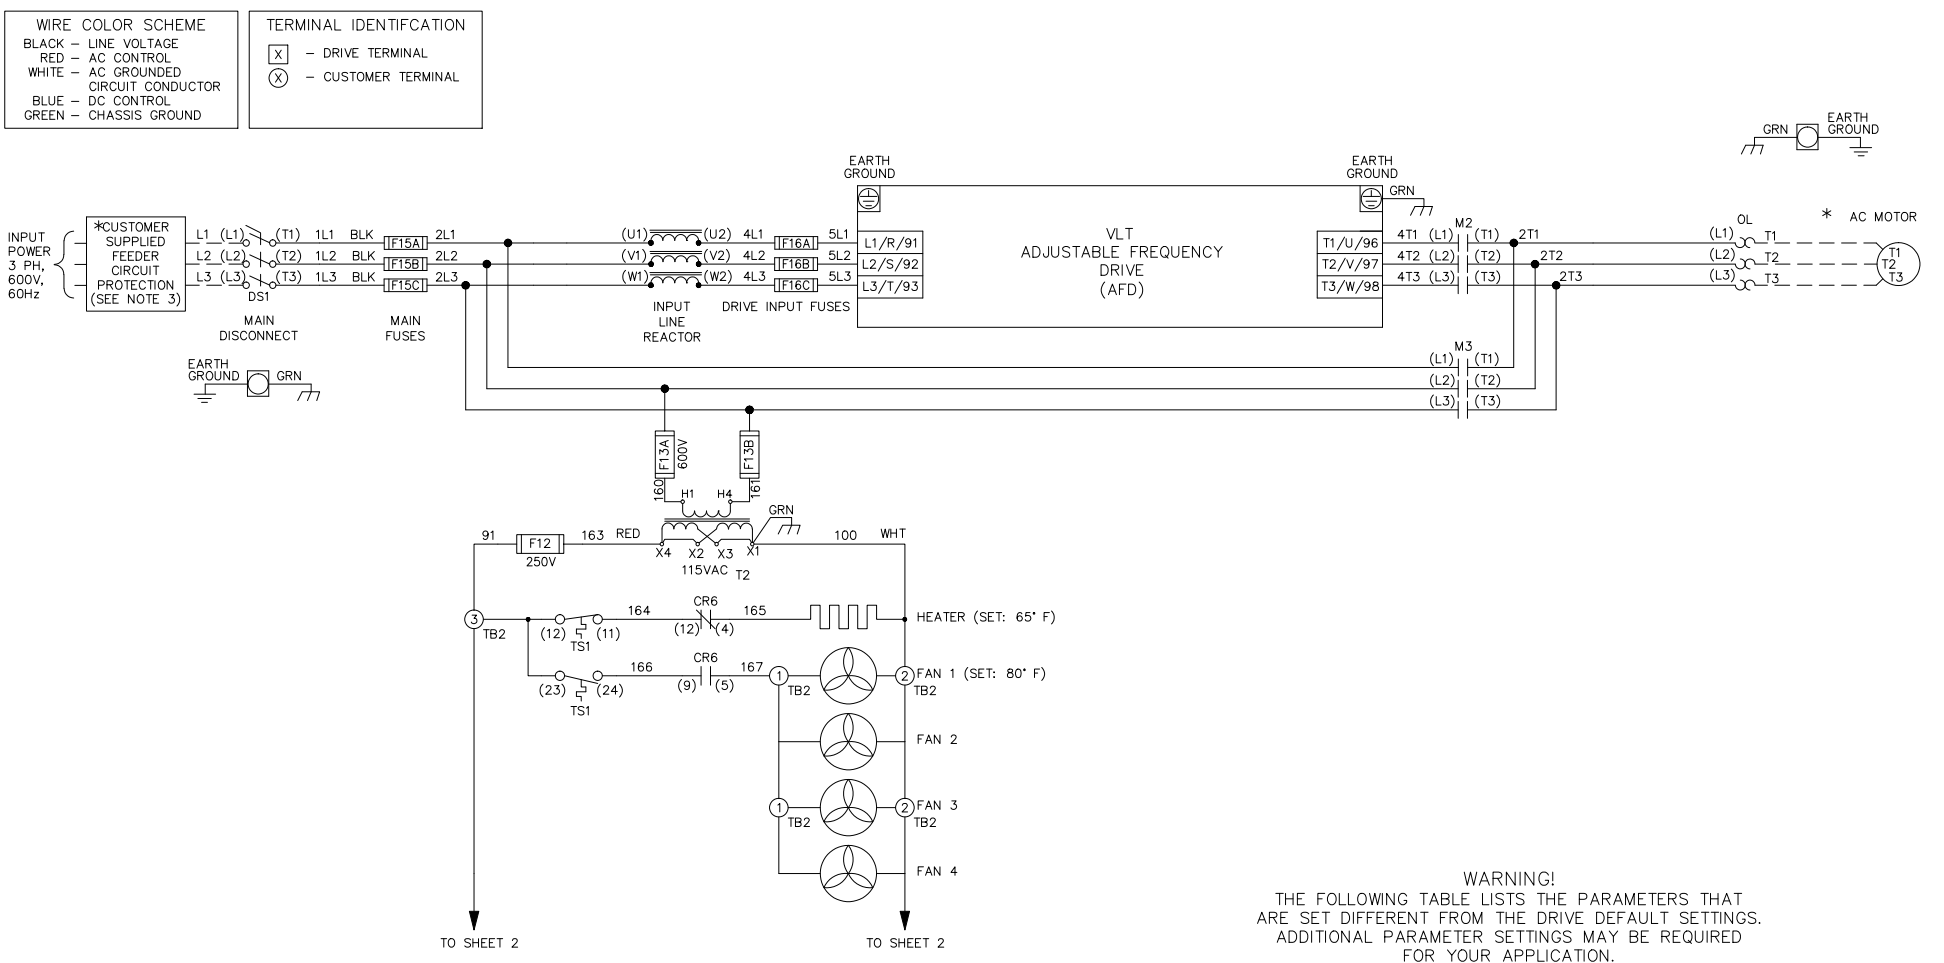 WIRE COLOR SCHEME
BLACK – LINE VOLTAGE
RED – AC CONTROL
WHITE – AC GROUNDED
CIRCUIT CONDUCTOR
BLUE – DC CONTROL
GREEN – CHASSIS GROUND
TERMINAL IDENTIFCATION
X – DRIVE TERMINAL
X – CUSTOMER TERMINAL
GRN
EARTH
GROUND
EARTH
GROUND
EARTH
GROUND
GRN
INPUT
POWER
3 PH,
600V,
60Hz
*CUSTOMER
SUPPLIED
FEEDER
CIRCUIT
PROTECTION
(SEE NOTE 3)
L1 (L1) (T1) 1L1 BLK F15A 2L1
L2 (L2) (T2) 1L2 BLK F15B 2L2
L3 (L3) (T3) 1L3 BLK F15C 2L3
DS1
MAIN
DISCONNECT
MAIN
FUSES
(U1) (U2) 4L1 F16A 5L1
(V1) (V2) 4L2 F16B 5L2
(W1) (W2) 4L3 F16C 5L3
INPUT
LINE
REACTOR
DRIVE INPUT FUSES
L1/R/91
L2/S/92
L3/T/93
VLT
ADJUSTABLE FREQUENCY
DRIVE
(AFD)
T1/U/96
T2/V/97
T3/W/98
M2
4T1 (L1) (T1) 2T1
4T2 (L2) (T2) 2T2
4T3 (L3) (T3) 2T3
OL
(L1) T1
(L2) T2
(L3) T3
* AC MOTOR
T1
T2
T3
M3
(L1) (T1)
(L2) (T2)
(L3) (T3)
EARTH
GROUND
GRN
F13A
600V
F13B
160
161
H1 H4
GRN
91 F12 163 RED
250V
X4 X2 X3 X1
115VAC T2
100 WHT
3
TB2
(12) (11)
TS1
164
CR6
(12) (4)
165
HEATER (SET: 65° F)
(23) (24)
TS1
166
CR6
(9) (5)
167
1
TB2
2
TB2
FAN 1 (SET: 80° F)
FAN 2
1
TB2
2
TB2
FAN 3
FAN 4
TO SHEET 2
TO SHEET 2
WARNING!
THE FOLLOWING TABLE LISTS THE PARAMETERS THAT
ARE SET DIFFERENT FROM THE DRIVE DEFAULT SETTINGS.
ADDITIONAL PARAMETER SETTINGS MAY BE REQUIRED
FOR YOUR APPLICATION.